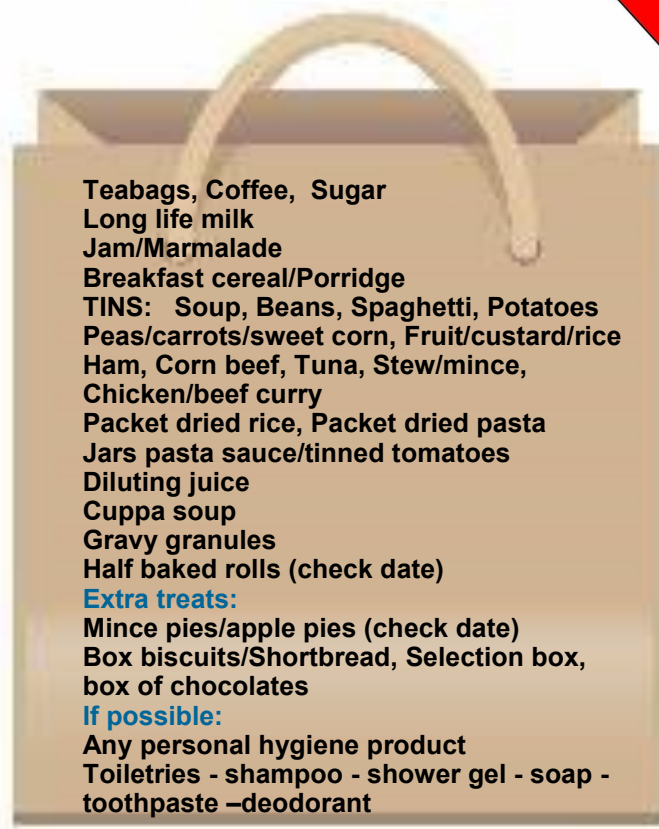 Teabags, Coffee,  Sugar
Long life milk
Jam/Marmalade
Breakfast cereal/Porridge
TINS:   Soup, Beans, Spaghetti, Potatoes
Peas/carrots/sweet corn, Fruit/custard/rice
Ham, Corn beef, Tuna, Stew/mince,
Chicken/beef curry
Packet dried rice, Packet dried pasta
Jars pasta sauce/tinned tomatoes
Diluting juice
Cuppa soup
Gravy granules
Half baked rolls (check date)
Extra treats:
Mince pies/apple pies (check date)
Box biscuits/Shortbread, Selection box,
box of chocolates
If possible:
Any personal hygiene product
Toiletries - shampoo - shower gel - soap -
toothpaste –deodorant